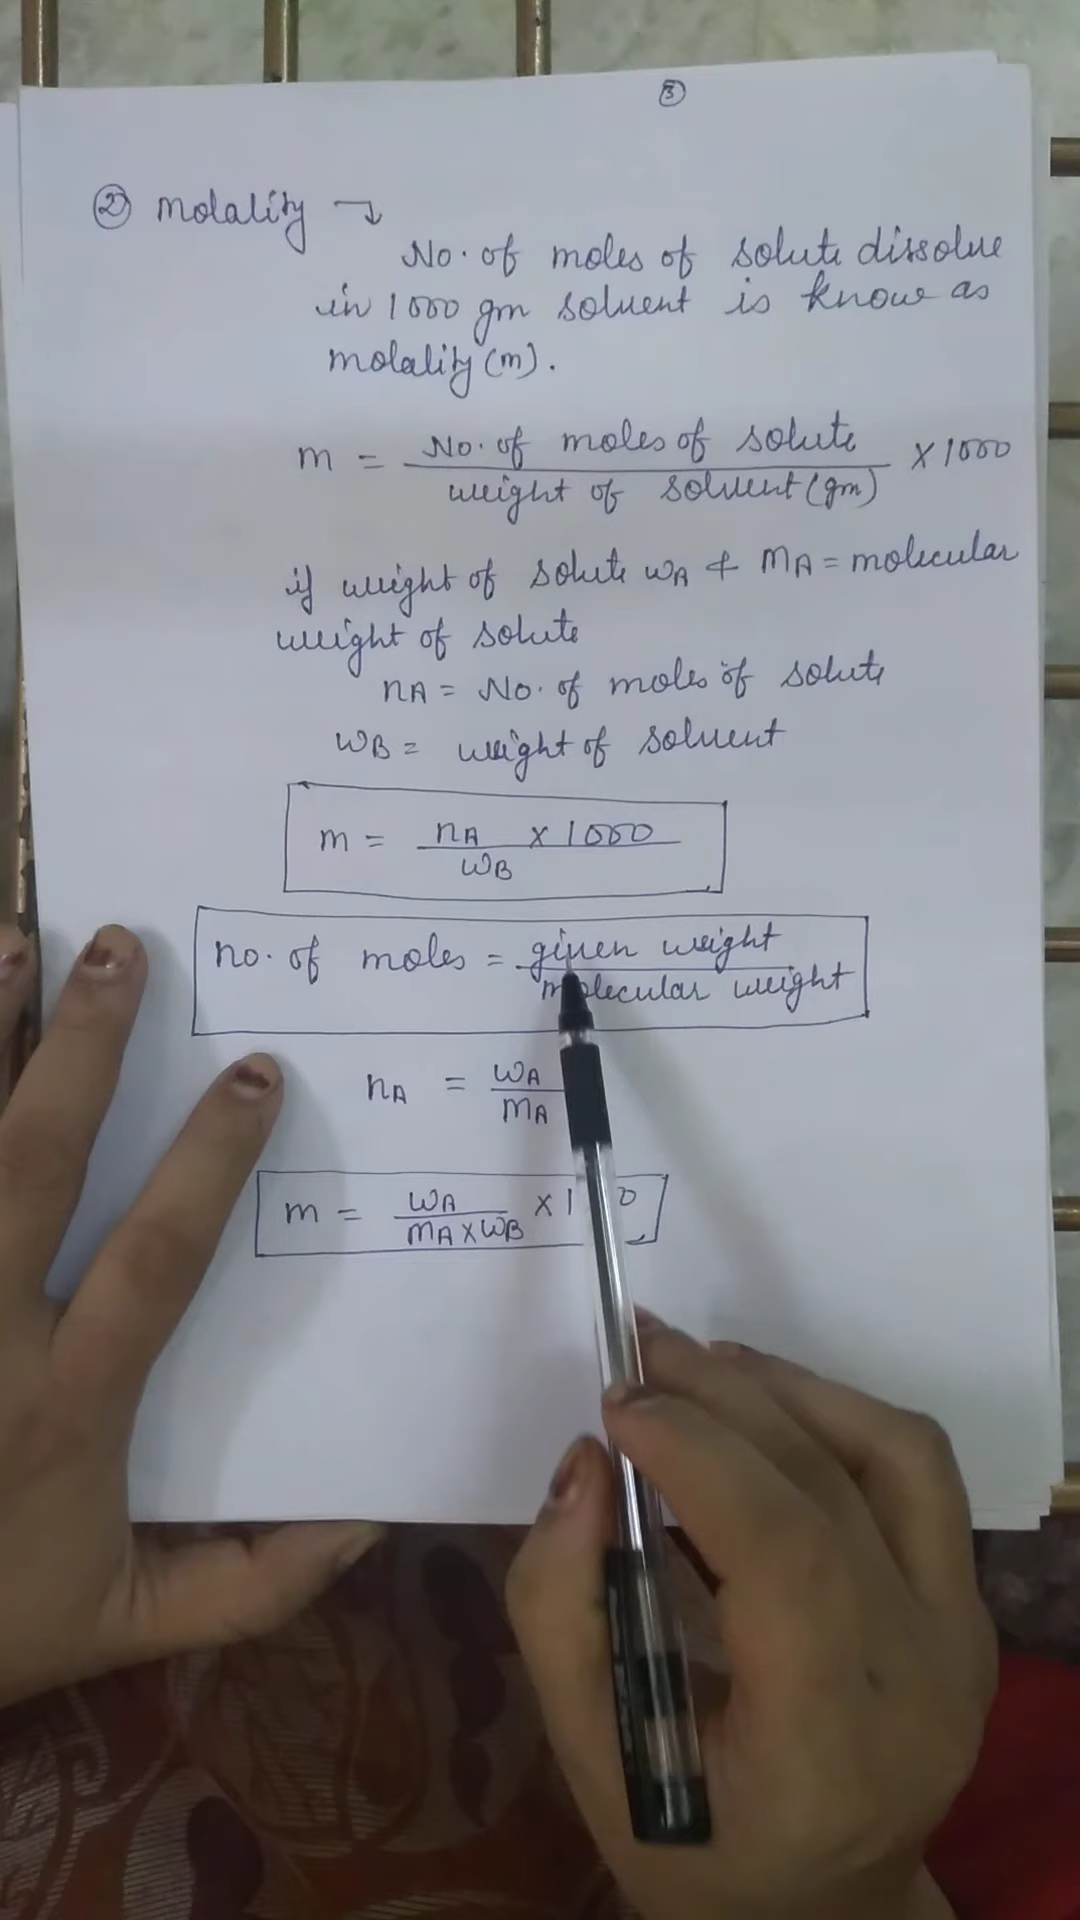 3
② Molality →
No. of moles of solute dissolve
in 1000 gm solvent is know as
molality (m).
m = No. of moles of solute / weight of solvent (gm) × 1000
if weight of solute wA & MA = molecular
weight of solute
nA = No. of moles of solute
wB = weight of solvent
m = nA × 1000 / wB
no. of moles = given weight / molecular weight
nA = wA / MA
m = wA / MA × wB